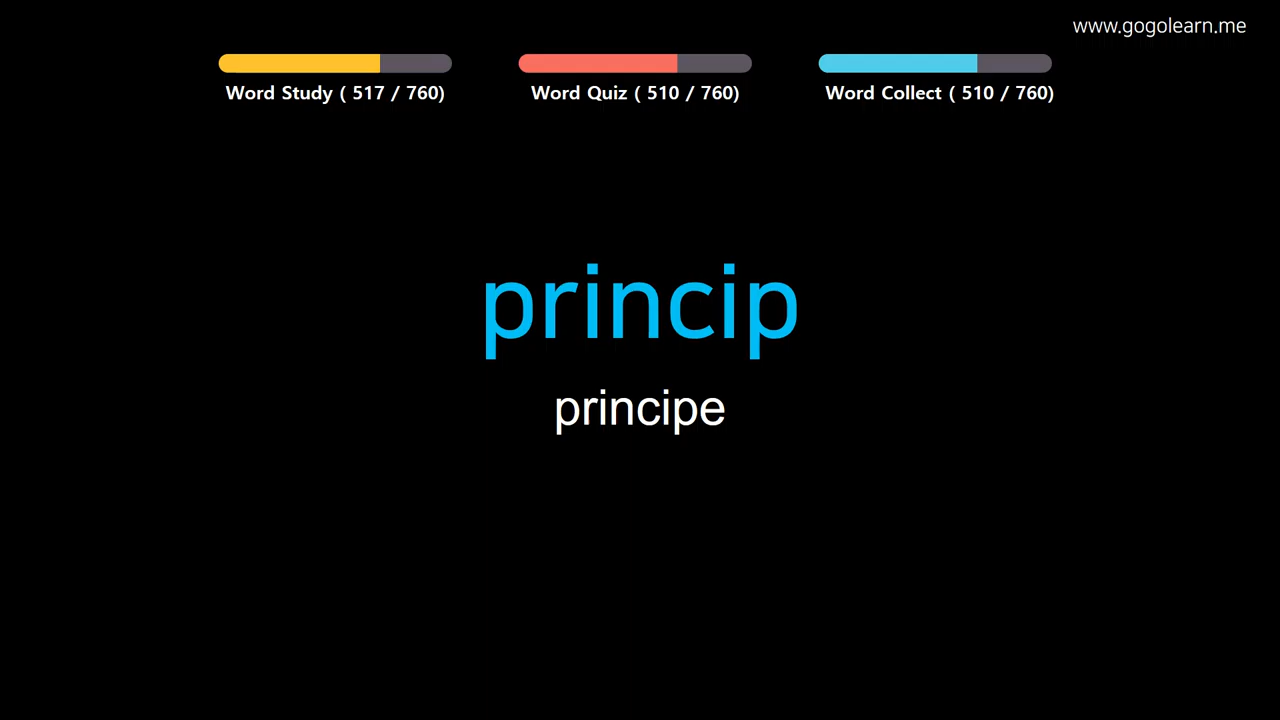 www.gogolearn.me
Word Study ( 517 / 760)
Word Quiz ( 510 / 760)
Word Collect ( 510 / 760)
princip
principe